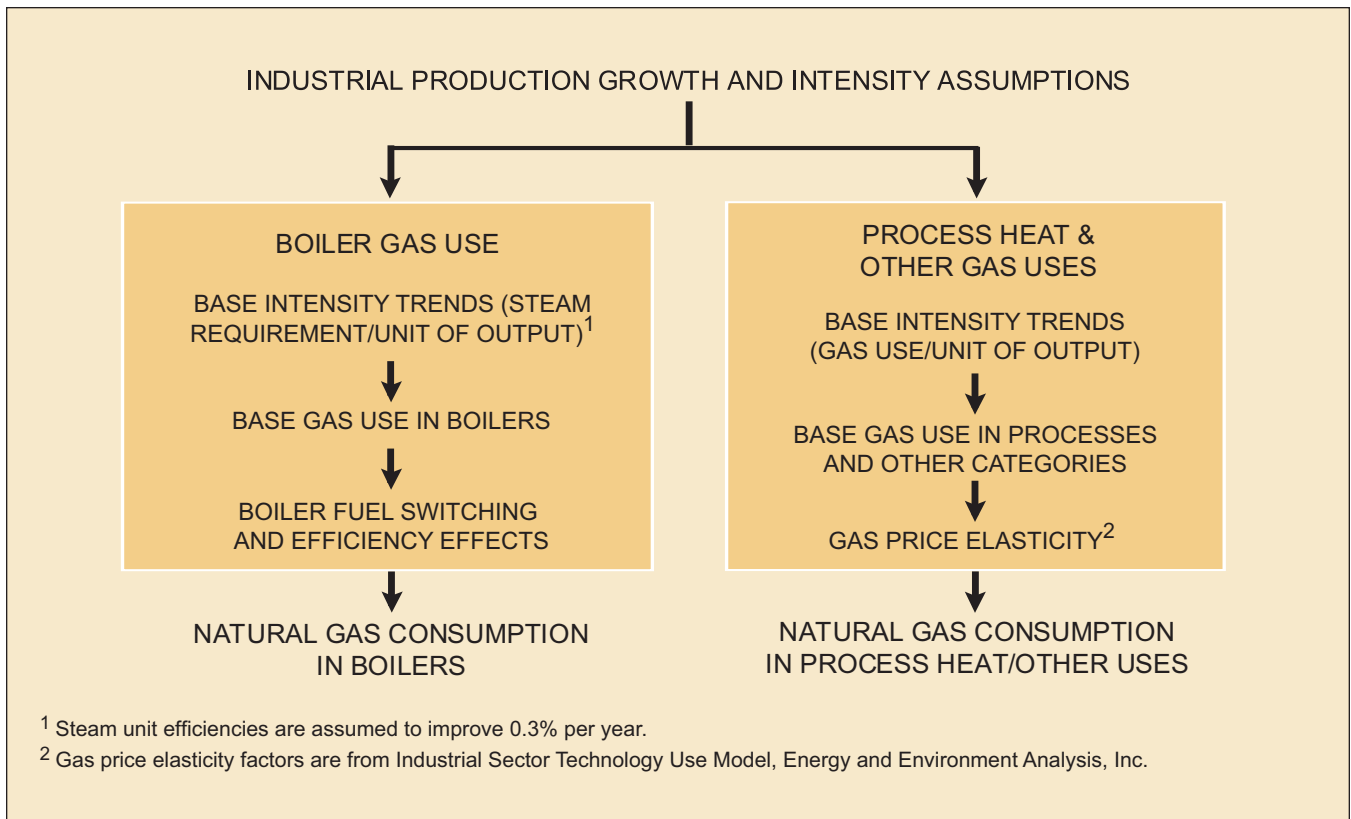 INDUSTRIAL PRODUCTION GROWTH AND INTENSITY ASSUMPTIONS
BOILER GAS USE
BASE INTENSITY TRENDS (STEAM
REQUIREMENT/UNIT OF OUTPUT)1
BASE GAS USE IN BOILERS
BOILER FUEL SWITCHING
AND EFFICIENCY EFFECTS
NATURAL GAS CONSUMPTION
IN BOILERS
PROCESS HEAT &
OTHER GAS USES
BASE INTENSITY TRENDS
(GAS USE/UNIT OF OUTPUT)
BASE GAS USE IN PROCESSES
AND OTHER CATEGORIES
GAS PRICE ELASTICITY2
NATURAL GAS CONSUMPTION
IN PROCESS HEAT/OTHER USES
1 Steam unit efficiencies are assumed to improve 0.3% per year.
2 Gas price elasticity factors are from Industrial Sector Technology Use Model, Energy and Environment Analysis, Inc.